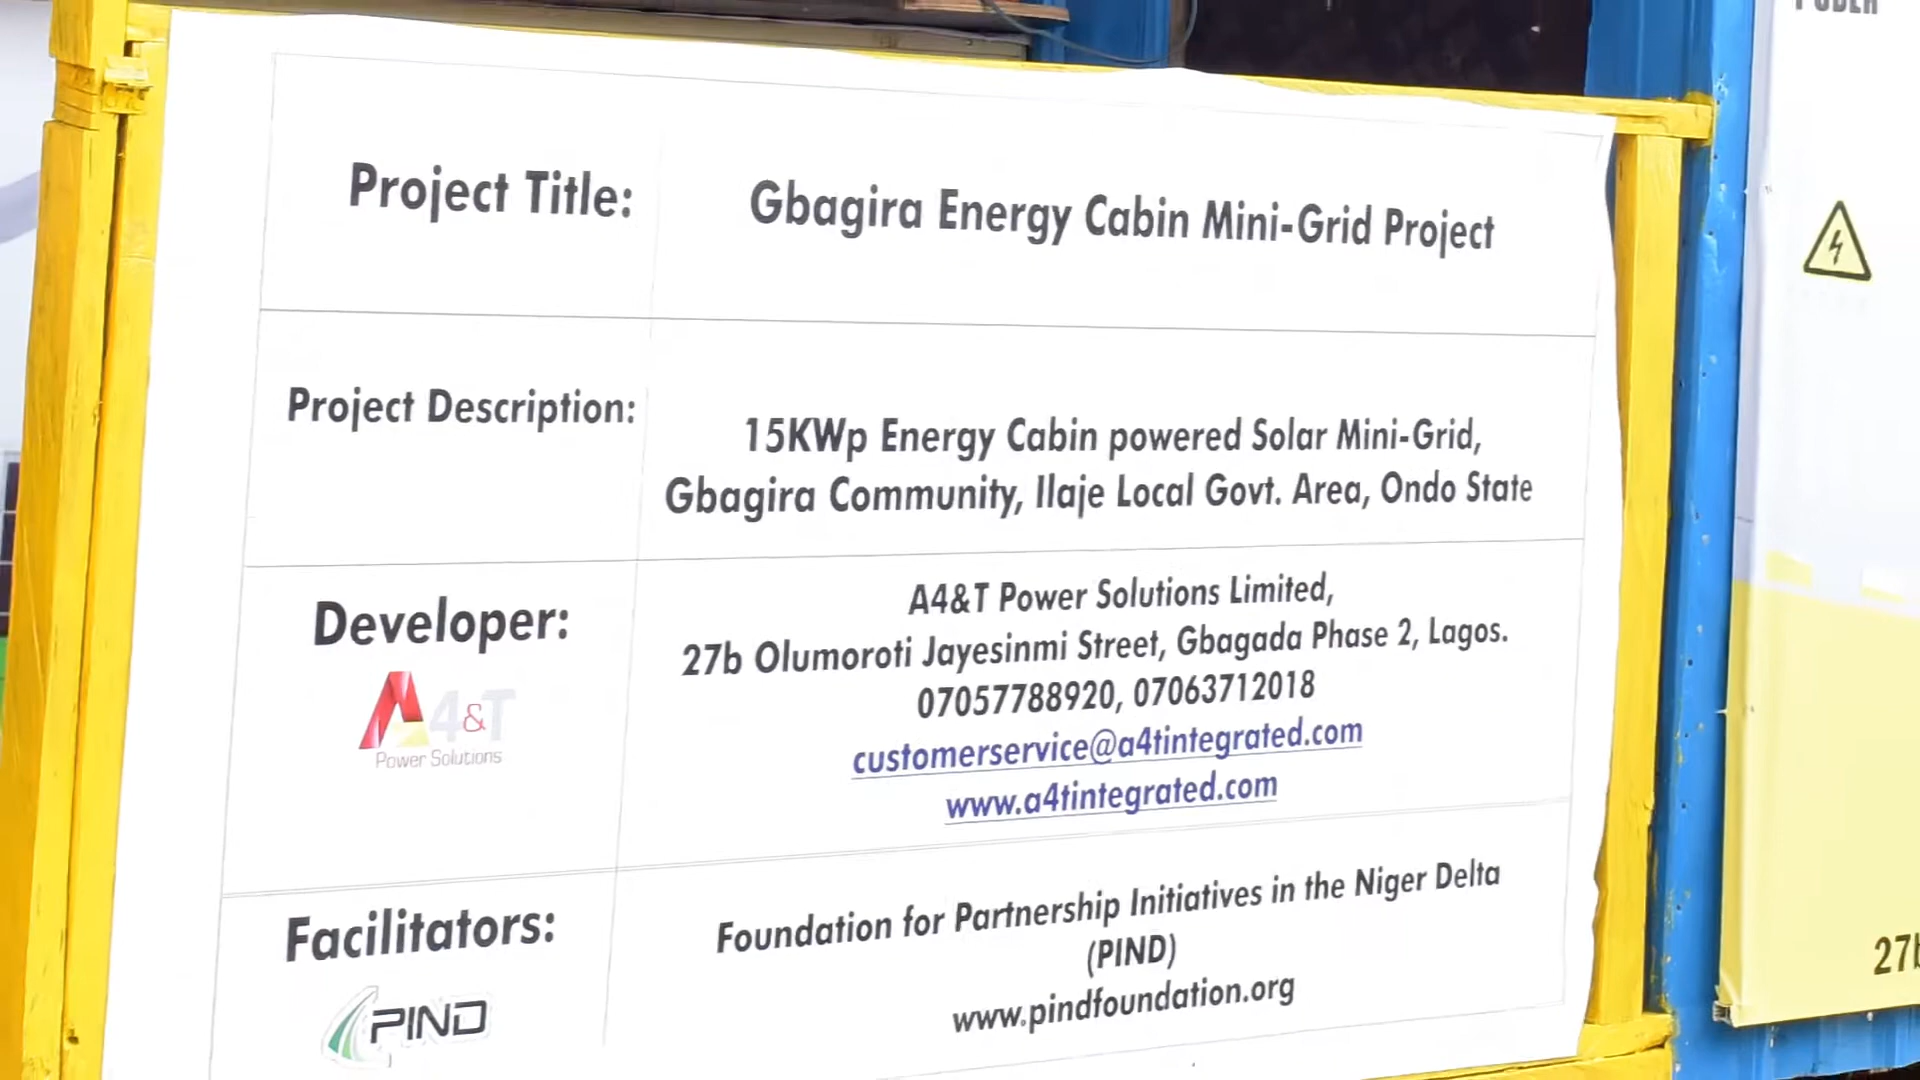 Project Title:
Gbagira Energy Cabin Mini-Grid Project
Project Description:
15KWp Energy Cabin powered Solar Mini-Grid,
Gbagira Community, Ilaje Local Govt. Area, Ondo State
Developer:
A4&T
Power Solutions
A4&T Power Solutions Limited,
27b Olumoroti Jayesinmi Street, Gbagada Phase 2, Lagos.
07057788920, 07063712018
customerservice@a4tintegrated.com
www.a4tintegrated.com
Facilitators:
PIND
Foundation for Partnership Initiatives in the Niger Delta
(PIND)
www.pindfoundation.org
27b